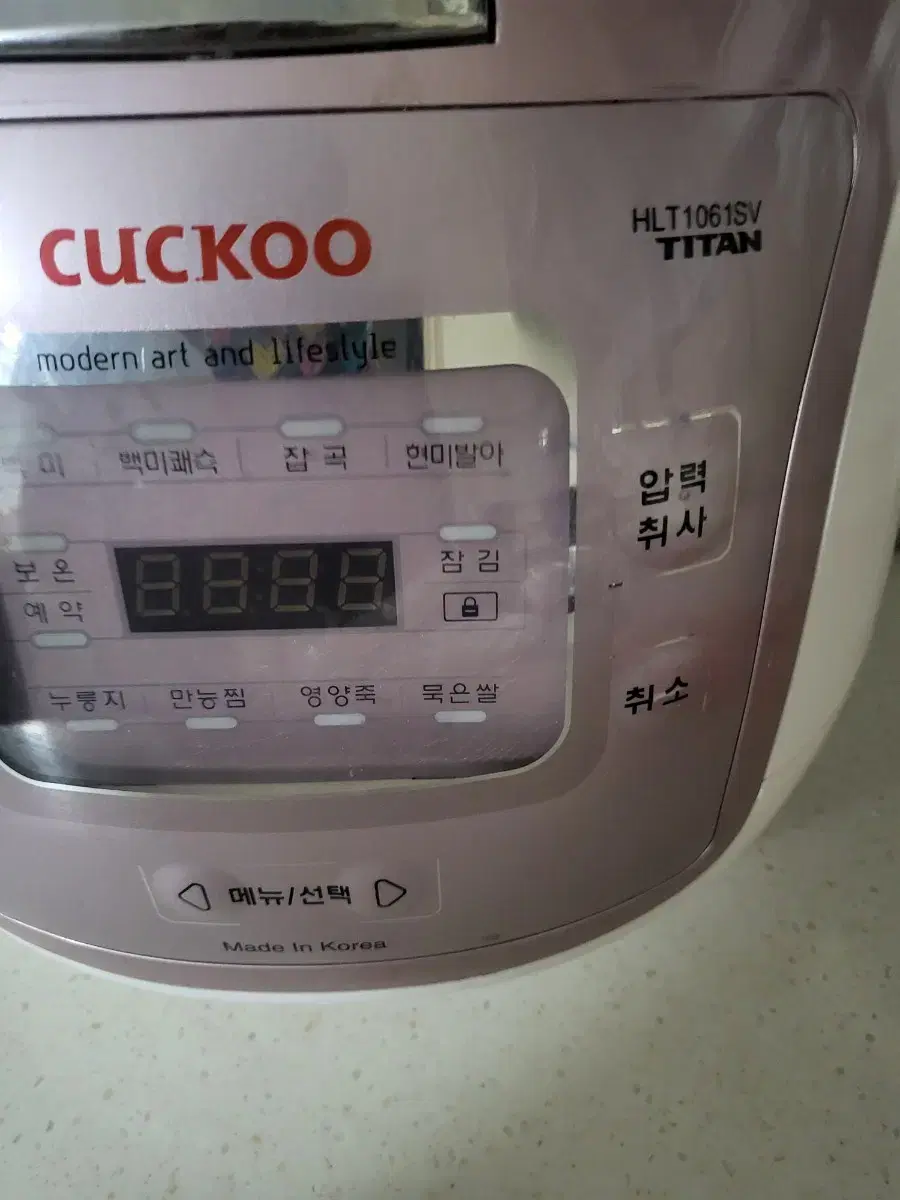 HLT1061SV
TITAN
CUCKOO
modern art and lifestyle
백미쾌속 잡곡 현미발아
압력
취사
보온 잠김
예약
취소
누룽지 만능찜 영양죽 묵은쌀
메뉴/선택
Made In Korea